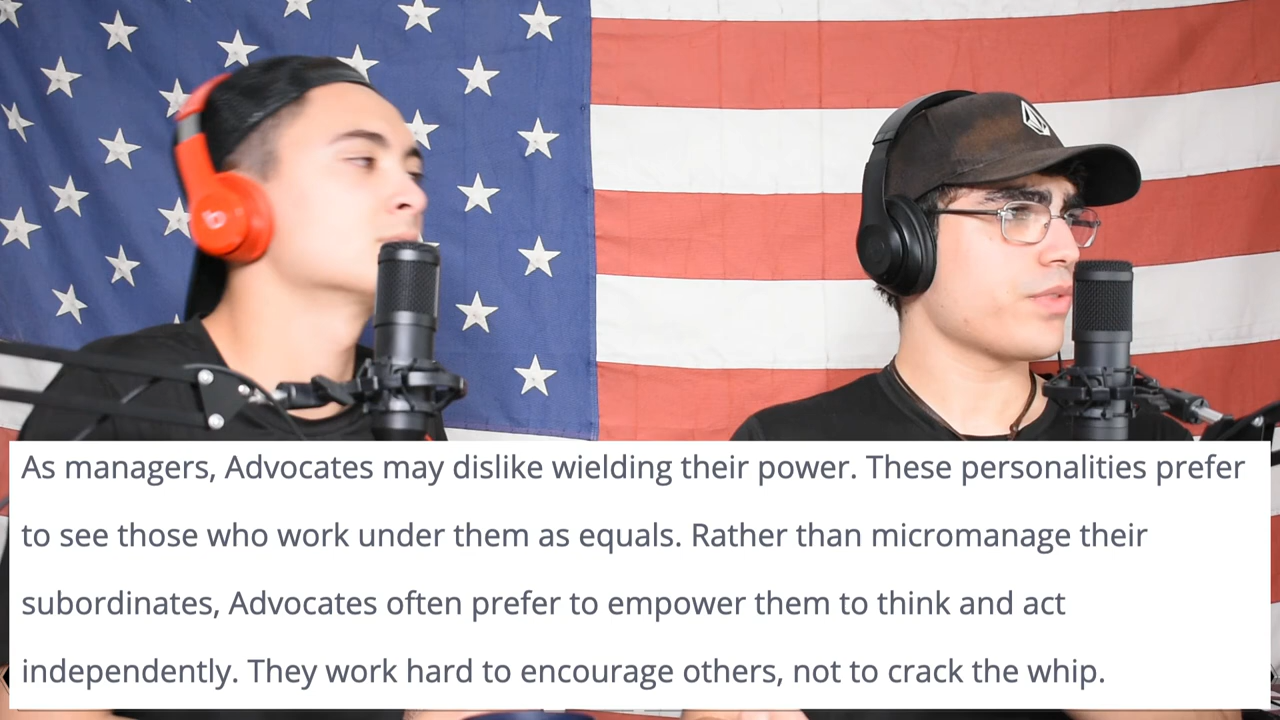 As managers, Advocates may dislike wielding their power. These personalities prefer
to see those who work under them as equals. Rather than micromanage their
subordinates, Advocates often prefer to empower them to think and act
independently. They work hard to encourage others, not to crack the whip.